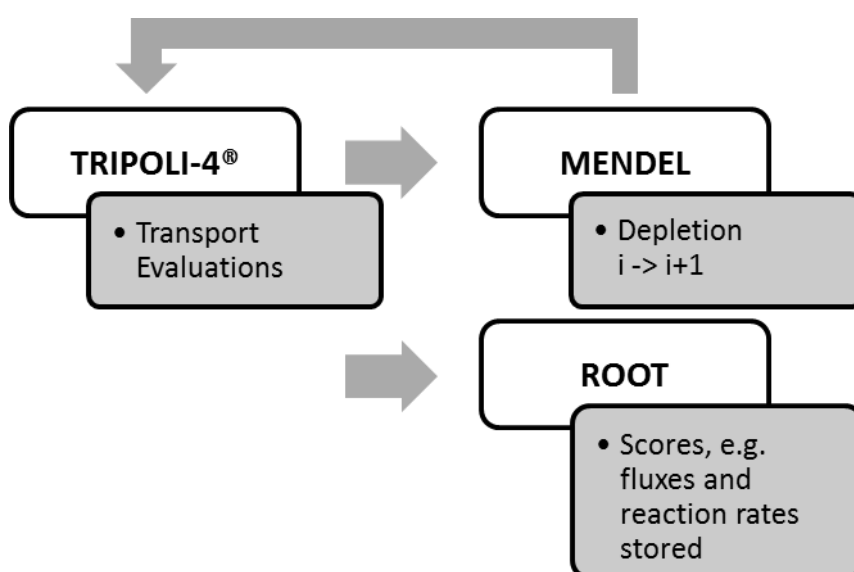 TRIPOLI-4®
• Transport
Evaluations
MENDEL
• Depletion
i -> i+1
ROOT
• Scores, e.g.
fluxes and
reaction rates
stored